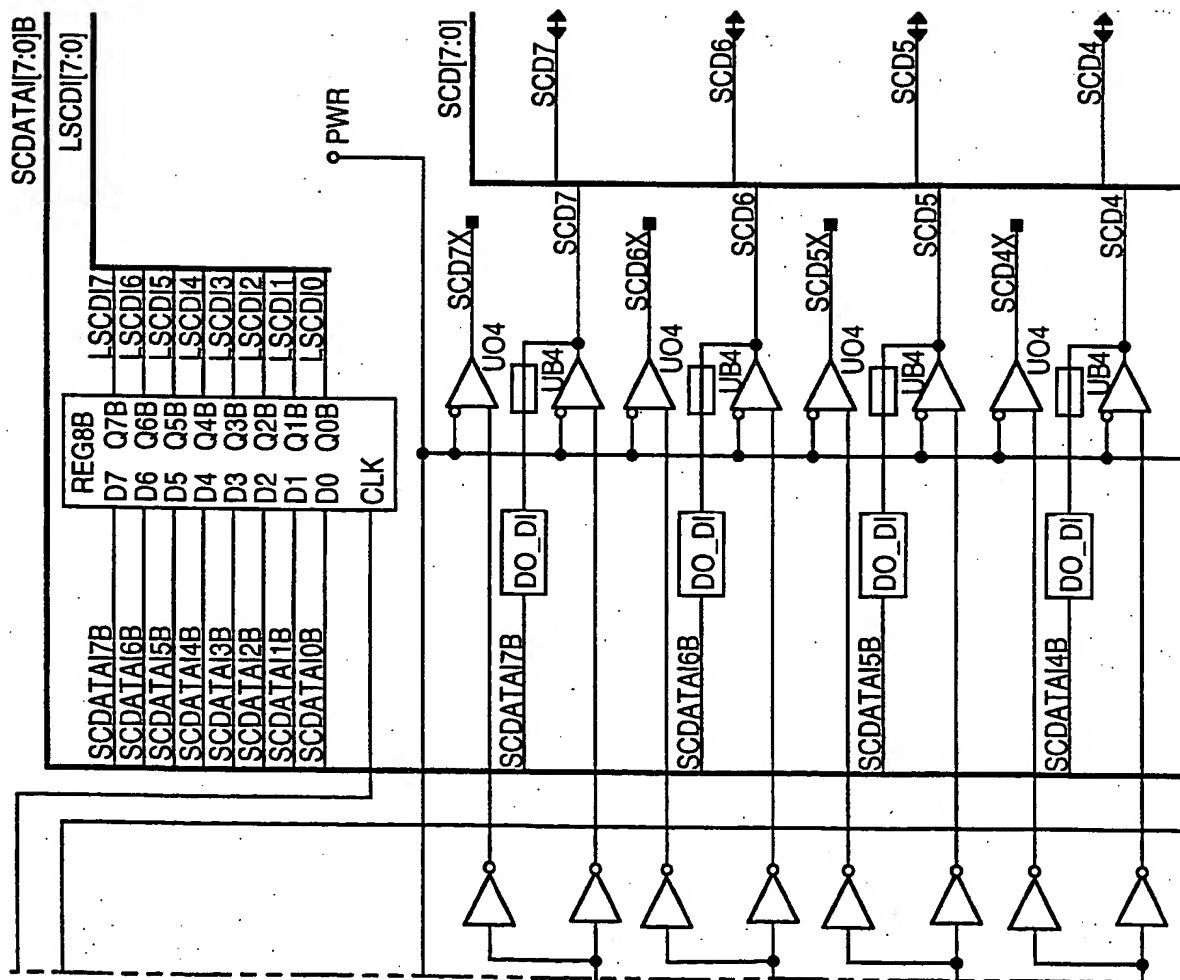 SCDATAI[7:0]B
LSCDI[7:0]
PWR
REG8B
D7 Q7B
D6 Q6B
D5 Q5B
D4 Q4B
D3 Q3B
D2 Q2B
D1 Q1B
D0 Q0B
CLK
LSCDI7
LSCDI6
LSCDI5
LSCDI4
LSCDI3
LSCDI2
LSCDI1
LSCDI0
SCDATAI7B
SCDATAI6B
SCDATAI5B
SCDATAI4B
SCDATAI3B
SCDATAI2B
SCDATAI1B
SCDATAI0B
SCD[7:0]
SCD7
SCD6
SCD5
SCD4
SCD7X
SCD7
SCD6X
SCD6
SCD5X
SCD5
SCD4X
SCD4
UO4
UB4
UO4
UB4
UO4
UB4
UO4
UB4
DO_DI
DO_DI
DO_DI
DO_DI
SCDATAI7B
SCDATAI6B
SCDATAI5B
SCDATAI4B